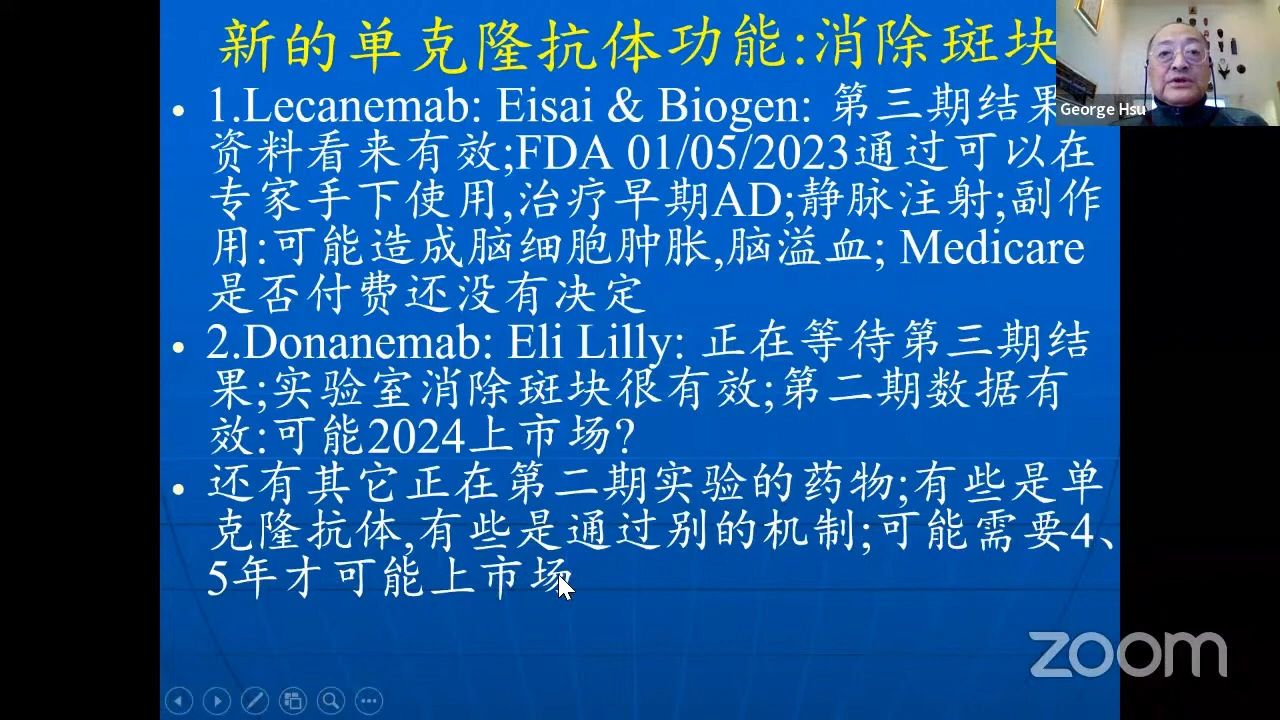 新的单克隆抗体功能:消除斑块
• 1.Lecanemab: Eisai & Biogen: 第三期结果
资料看来有效;FDA 01/05/2023通过可以在
专家手下使用,治疗早期AD;静脉注射;副作
用:可能造成脑细胞肿胀,脑溢血; Medicare
是否付费还没有决定
• 2.Donanemab: Eli Lilly: 正在等待第三期结
果;实验室消除斑块很有效;第二期数据有
效:可能2024上市场?
• 还有其它正在第二期实验的药物;有些是单
克隆抗体,有些是通过别的机制;可能需要4、
5年才可能上市场
George Hsu
zoom